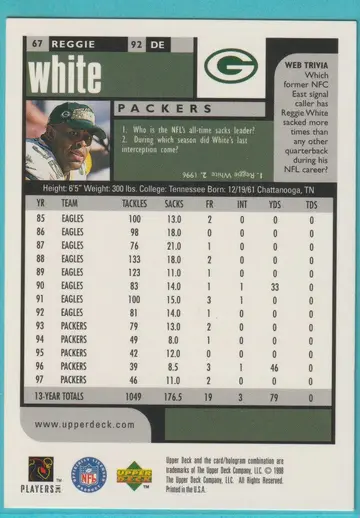 67 REGGIE 92 DE
white
G
PACKERS
WEB TRIVIA
Which
former NFC
East signal
caller has
Reggie White
sacked more
times than
any other
quarterback
during his
NFL career?
1. Who is the NFL's all-time sacks leader?
2. During which season did White's last
interception come?
1. Reggie White 2. 1996
Height: 6'5" Weight: 300 lbs. College: Tennessee Born: 12/19/61 Chattanooga, TN
YR TEAM TACKLES SACKS FR INT YDS TDS
85 EAGLES 100 13.0 2 0 0 0
86 EAGLES 98 18.0 0 0 0 0
87 EAGLES 76 21.0 1 0 0 0
88 EAGLES 133 18.0 2 0 0 0
89 EAGLES 123 11.0 1 0 0 0
90 EAGLES 83 14.0 1 1 33 0
91 EAGLES 100 15.0 3 1 0 0
92 EAGLES 81 14.0 1 0 0 0
93 PACKERS 79 13.0 2 0 0 0
94 PACKERS 49 8.0 1 0 0 0
95 PACKERS 42 12.0 0 0 0 0
96 PACKERS 39 8.5 3 1 46 0
97 PACKERS 46 11.0 2 0 0 0
13-YEAR TOTALS 1049 176.5 19 3 79 0
www.upperdeck.com
PLAYERS INC
NFL
UPPER DECK
Upper Deck and the card/hologram combination are
trademarks of The Upper Deck Company, LLC. © 1998
The Upper Deck Company, LLC. All Rights Reserved.
Printed in the U.S.A.